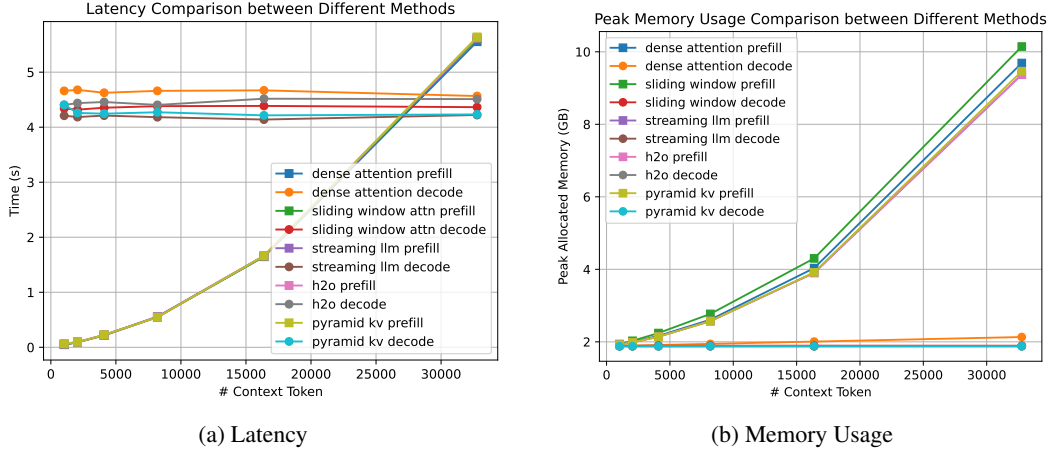 Latency Comparison between Different Methods
Time (s)
5
4
3
2
1
0
dense attention prefill
dense attention decode
sliding window attn prefill
sliding window attn decode
streaming llm prefill
streaming llm decode
h2o prefill
h2o decode
pyramid kv prefill
pyramid kv decode
0 5000 10000 15000 20000 25000 30000
# Context Token
(a) Latency
Peak Memory Usage Comparison between Different Methods
Peak Allocated Memory (GB)
10
8
6
4
2
dense attention prefill
dense attention decode
sliding window prefill
sliding window decode
streaming llm prefill
streaming llm decode
h2o prefill
h2o decode
pyramid kv prefill
pyramid kv decode
0 5000 10000 15000 20000 25000 30000
# Context Token
(b) Memory Usage